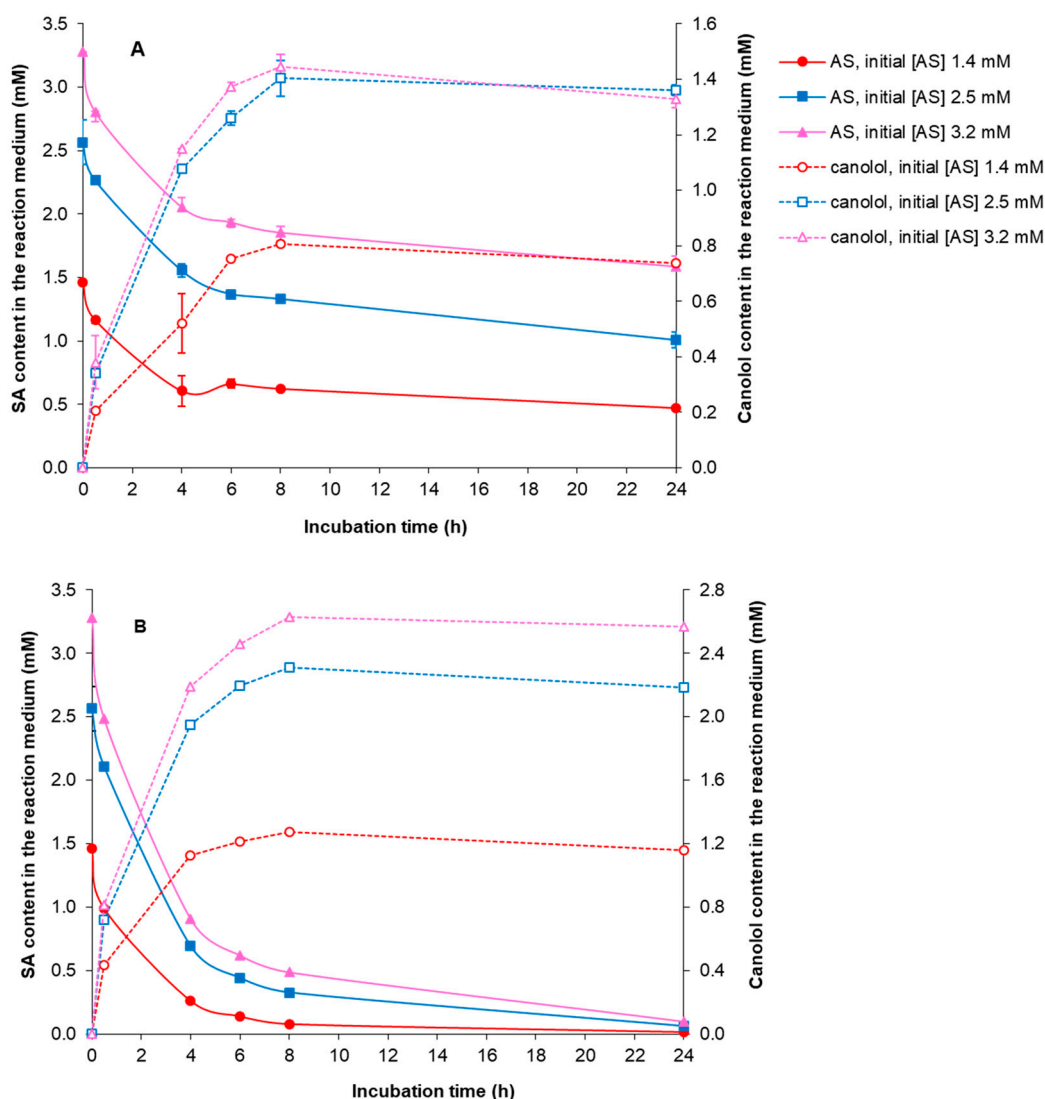 A
SA content in the reaction medium (mM)
3.5
3.0
2.5
2.0
1.5
1.0
0.5
0.0
0 2 4 6 8 10 12 14 16 18 20 22 24
Incubation time (h)
1.6
1.4
1.2
1.0
0.8
0.6
0.4
0.2
0.0
Canolol content in the reaction medium (mM)
AS, initial [AS] 1.4 mM
AS, initial [AS] 2.5 mM
AS, initial [AS] 3.2 mM
canolol, initial [AS] 1.4 mM
canolol, initial [AS] 2.5 mM
canolol, initial [AS] 3.2 mM
B
SA content in the reaction medium (mM)
3.5
3.0
2.5
2.0
1.5
1.0
0.5
0.0
0 2 4 6 8 10 12 14 16 18 20 22 24
Incubation time (h)
2.8
2.4
2.0
1.6
1.2
0.8
0.4
0.0
Canolol content in the reaction medium (mM)